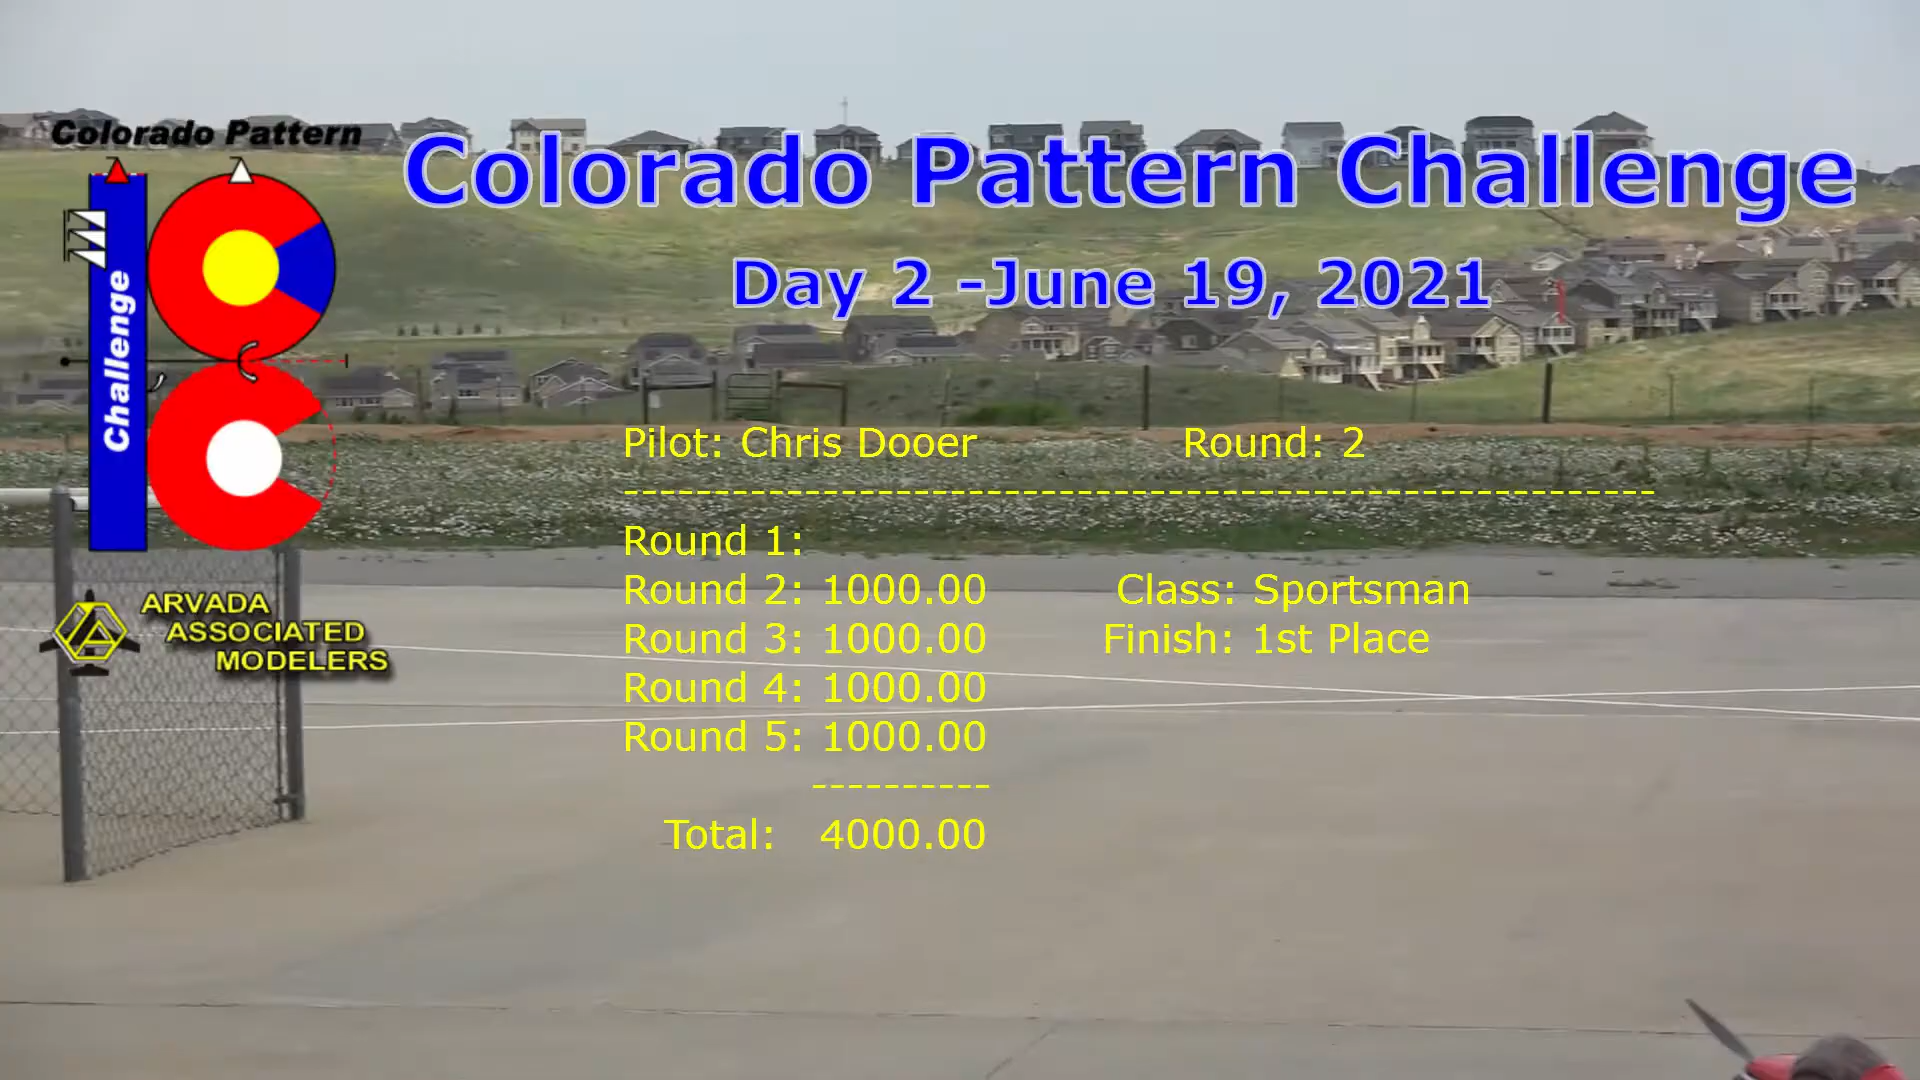 Colorado Pattern
Challenge
Colorado Pattern Challenge
Day 2 -June 19, 2021
Pilot: Chris Dooer Round: 2
----------------------------------------------------
Round 1:
Round 2: 1000.00 Class: Sportsman
Round 3: 1000.00 Finish: 1st Place
Round 4: 1000.00
Round 5: 1000.00
----------
Total: 4000.00
ARVADA
ASSOCIATED
MODELERS